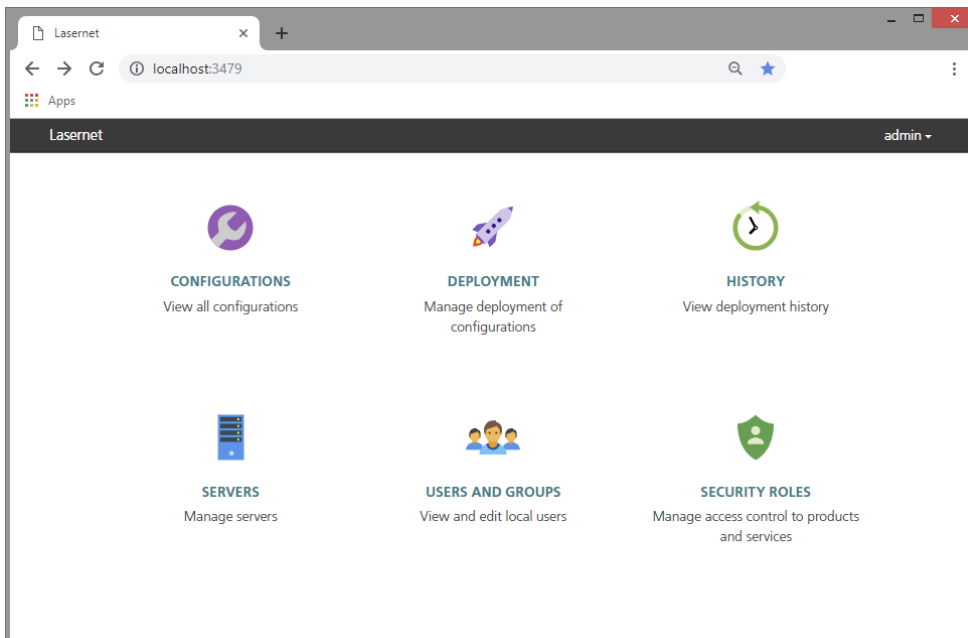 Lasernet
localhost:3479
Apps
Lasernet admin
CONFIGURATIONS
View all configurations
DEPLOYMENT
Manage deployment of
configurations
HISTORY
View deployment history
SERVERS
Manage servers
USERS AND GROUPS
View and edit local users
SECURITY ROLES
Manage access control to products
and services